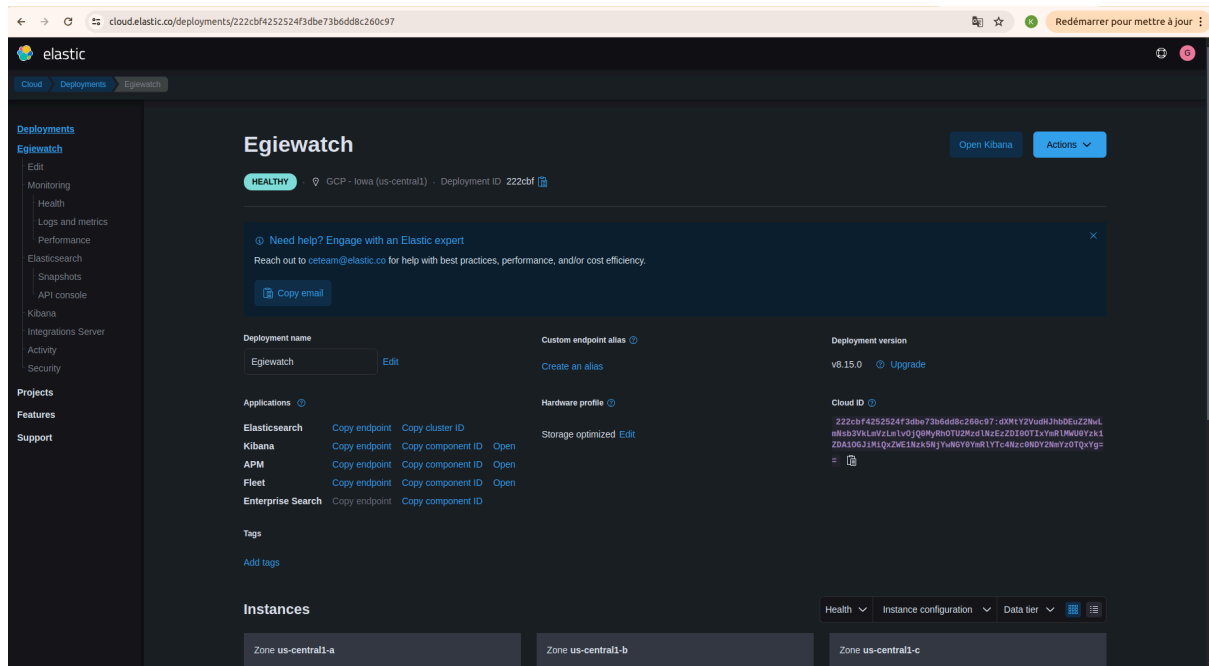 cloud.elastic.co/deployments/222cbf4252524f3dbe73b6dd8c260c97
K
Redémarrer pour mettre à jour
elastic
G
Cloud
Deployments
Egiewatch
Deployments
Egiewatch
Edit
Monitoring
Health
Logs and metrics
Performance
Elasticsearch
Snapshots
API console
Kibana
Integrations Server
Activity
Security
Projects
Features
Support
Egiewatch
Open Kibana
Actions
HEALTHY · GCP - Iowa (us-central1) · Deployment ID 222cbf
Need help? Engage with an Elastic expert
Reach out to ceteam@elastic.co for help with best practices, performance, and/or cost efficiency.
Copy email
Deployment name
Egiewatch Edit
Custom endpoint alias
Create an alias
Deployment version
v8.15.0 Upgrade
Applications
Elasticsearch Copy endpoint Copy cluster ID
Kibana Copy endpoint Copy component ID Open
APM Copy endpoint Copy component ID Open
Fleet Copy endpoint Copy component ID Open
Enterprise Search Copy endpoint Copy component ID
Hardware profile
Storage optimized Edit
Cloud ID
Tags
Add tags
Instances
Health
Instance configuration
Data tier
Zone us-central1-a
Zone us-central1-b
Zone us-central1-c